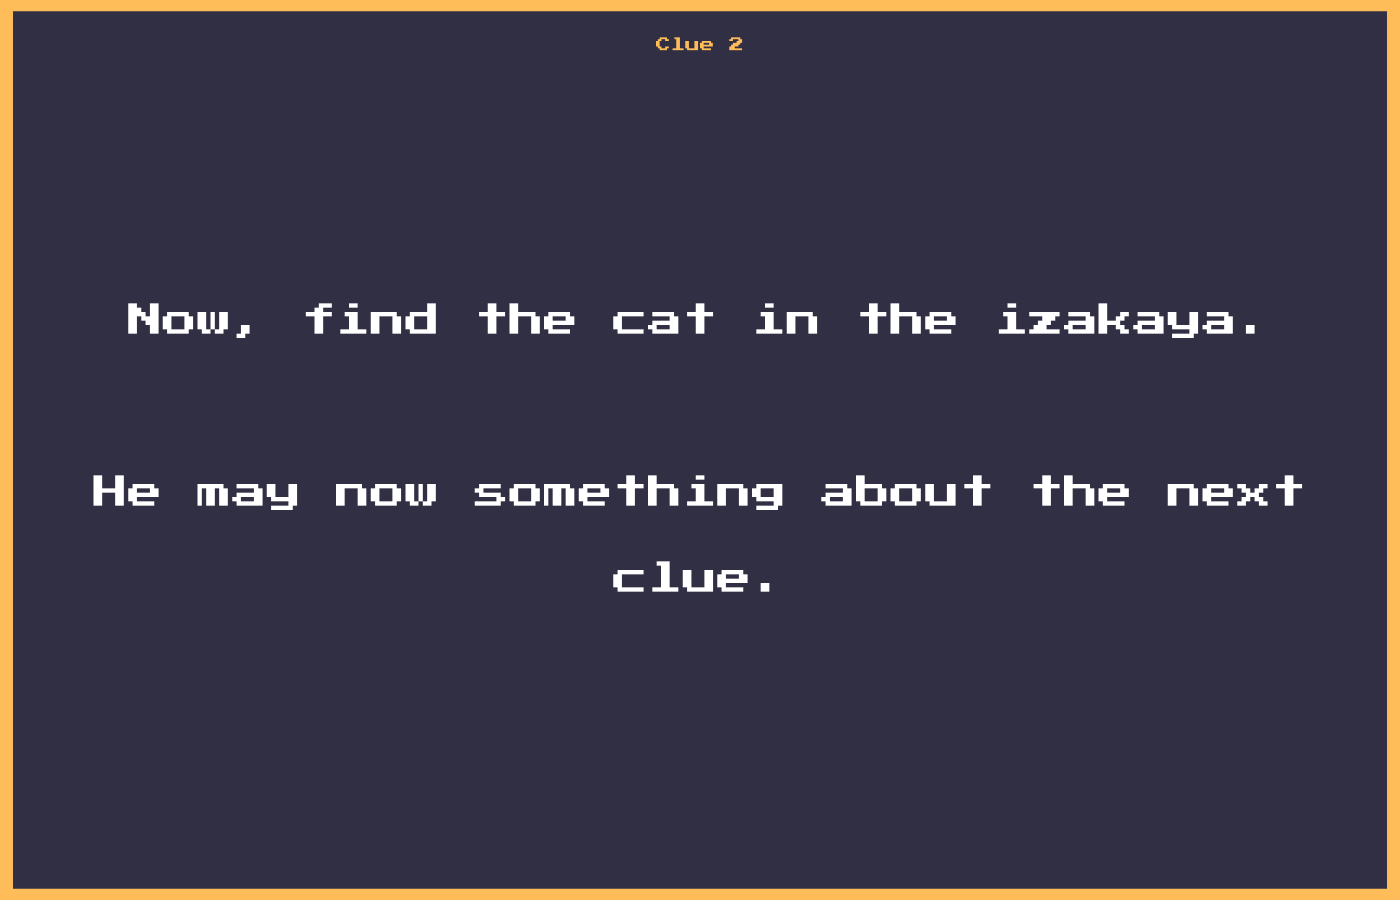 Clue 2
Now, find the cat in the izakaya.
He may now something about the next
clue.